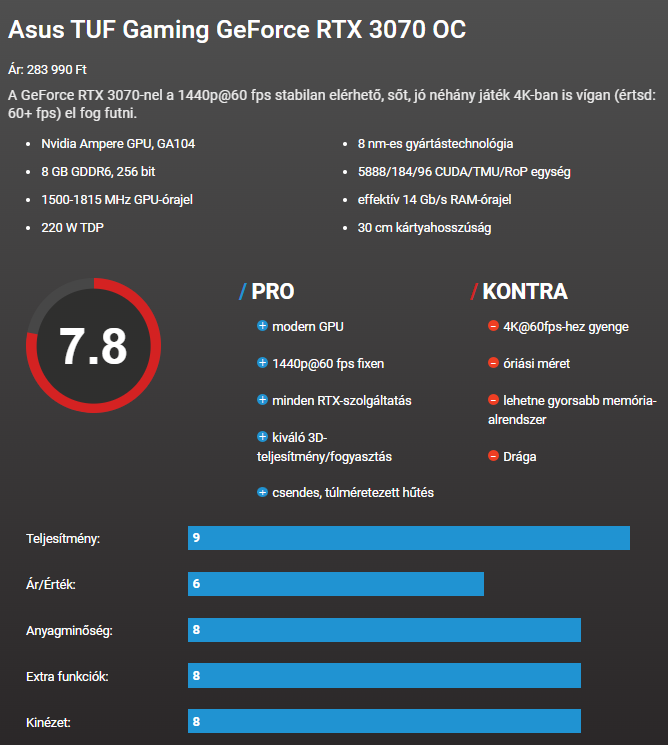 Asus TUF Gaming GeForce RTX 3070 OC
Ár: 283 990 Ft
A GeForce RTX 3070-nel a 1440p@60 fps stabilan elérhető, sőt, jó néhány játék 4K-ban is vígan (értsd:
60+ fps) el fog futni.
• Nvidia Ampere GPU, GA104
• 8 GB GDDR6, 256 bit
• 1500-1815 MHz GPU-órajel
• 220 W TDP
• 8 nm-es gyártástechnológia
• 5888/184/96 CUDA/TMU/RoP egység
• effektív 14 Gb/s RAM-órajel
• 30 cm kártyahosszúság
7.8
/ PRO
+ modern GPU
+ 1440p@60 fps fixen
+ minden RTX-szolgáltatás
+ kiváló 3D-
teljesítmény/fogyasztás
+ csendes, túlméretezett hűtés
/ KONTRA
- 4K@60fps-hez gyenge
- óriási méret
- lehetne gyorsabb memória-
alrendszer
- Drága
Teljesítmény: 9
Ár/Érték: 6
Anyagminőség: 8
Extra funkciók: 8
Kinézet: 8